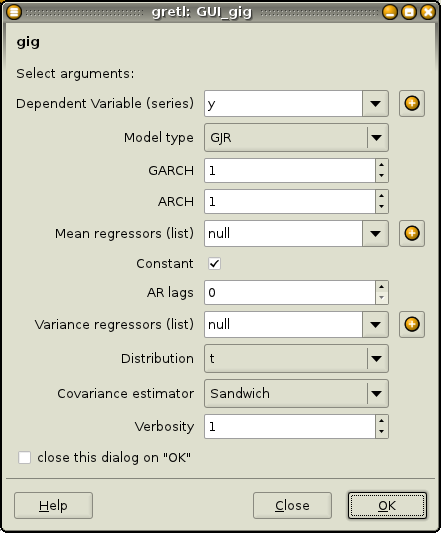 gretl: GUI_gig
gig
Select arguments:
Dependent Variable (series) y
Model type GJR
GARCH 1
ARCH 1
Mean regressors (list) null
Constant
AR lags 0
Variance regressors (list) null
Distribution t
Covariance estimator Sandwich
Verbosity 1
close this dialog on "OK"
Help Close OK